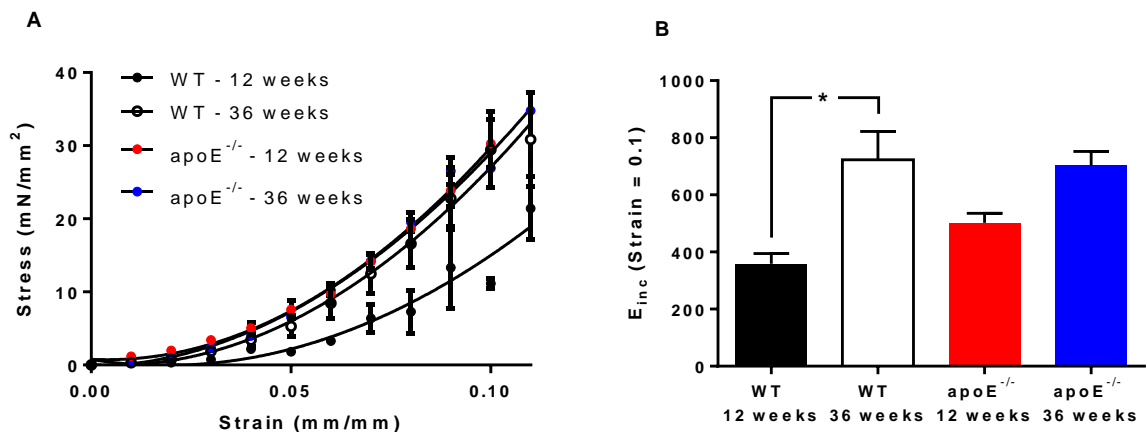 A
Stress (mN/mm²)
40
30
20
10
0
WT - 12 weeks
WT - 36 weeks
apoE⁻/⁻ - 12 weeks
apoE⁻/⁻ - 36 weeks
0.00 0.05 0.10
Strain (mm/mm)
B
E_inc (Strain = 0.1)
1000
800
600
400
200
0
*
WT WT apoE⁻/⁻ apoE⁻/⁻
12 weeks 36 weeks 12 weeks 36 weeks